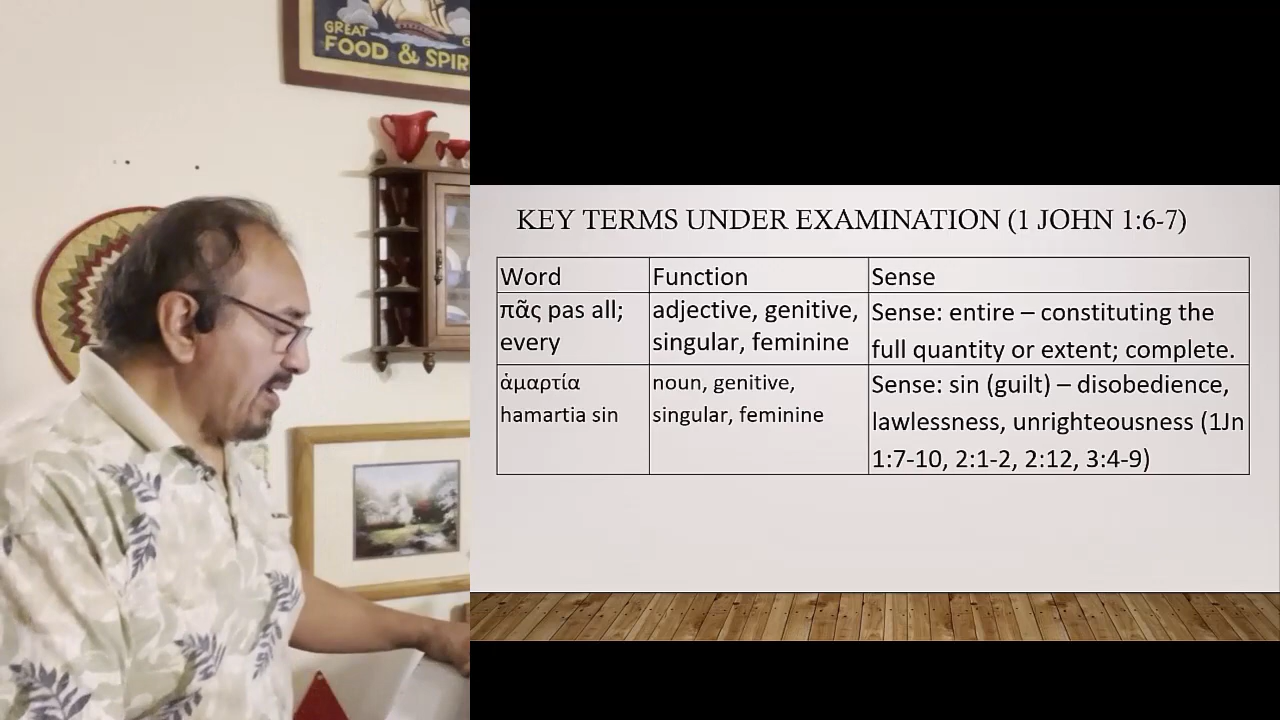 GREAT
FOOD & SPIR
KEY TERMS UNDER EXAMINATION (1 JOHN 1:6-7)
Word
Function
Sense
πᾶς pas all;
every
adjective, genitive,
singular, feminine
Sense: entire – constituting the
full quantity or extent; complete.
ἁμαρτία
hamartia sin
noun, genitive,
singular, feminine
Sense: sin (guilt) – disobedience,
lawlessness, unrighteousness (1Jn
1:7-10, 2:1-2, 2:12, 3:4-9)